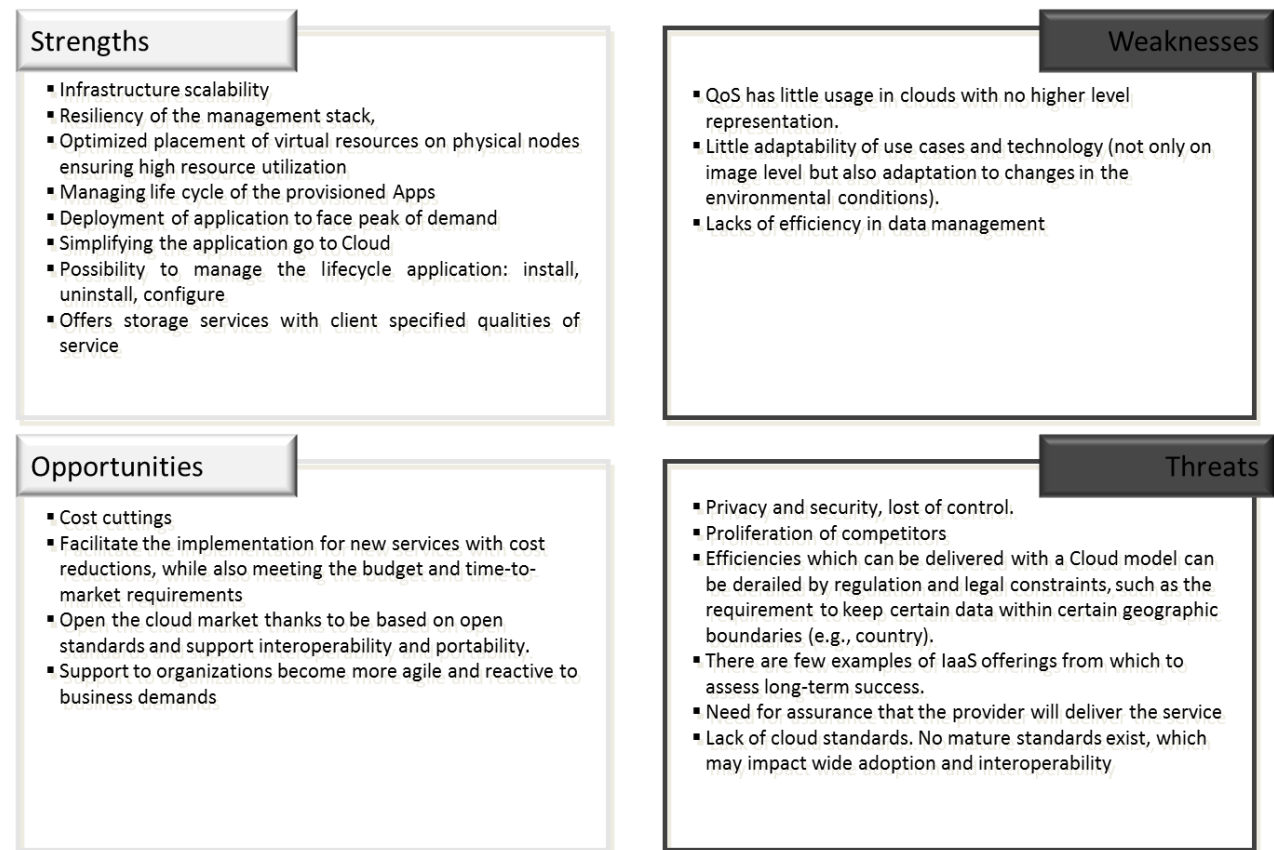 Strengths
▪ Infrastructure scalability
▪ Resiliency of the management stack,
▪ Optimized placement of virtual resources on physical nodes
ensuring high resource utilization
▪ Managing life cycle of the provisioned Apps
▪ Deployment of application to face peak of demand
▪ Simplifying the application go to Cloud
▪ Possibility to manage the lifecycle application: install,
uninstall, configure
▪ Offers storage services with client specified qualities of
service
Weaknesses
▪ QoS has little usage in clouds with no higher level
representation.
▪ Little adaptability of use cases and technology (not only on
image level but also adaptation to changes in the
environmental conditions).
▪ Lacks of efficiency in data management
Opportunities
▪ Cost cuttings
▪ Facilitate the implementation for new services with cost
reductions, while also meeting the budget and time-to-
market requirements
▪ Open the cloud market thanks to be based on open
standards and support interoperability and portability.
▪ Support to organizations become more agile and reactive to
business demands
Threats
▪ Privacy and security, lost of control.
▪ Proliferation of competitors
▪ Efficiencies which can be delivered with a Cloud model can
be derailed by regulation and legal constraints, such as the
requirement to keep certain data within certain geographic
boundaries (e.g., country).
▪ There are few examples of IaaS offerings from which to
assess long-term success.
▪ Need for assurance that the provider will deliver the service
▪ Lack of cloud standards. No mature standards exist, which
may impact wide adoption and interoperability